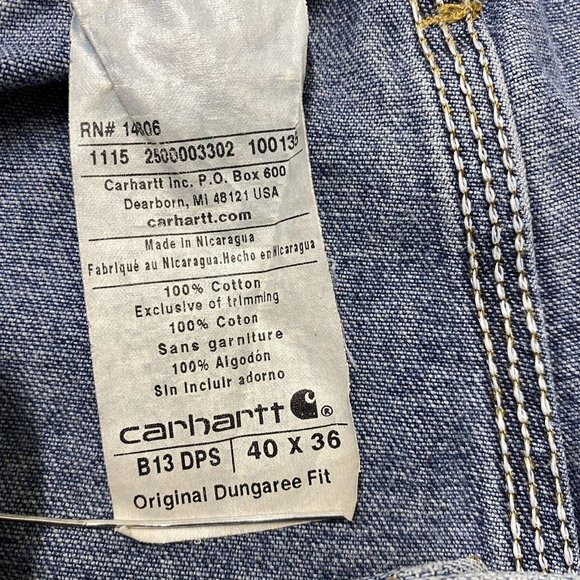 RN# 14806
1115 2500003302 100135
Carhartt Inc. P.O. Box 600
Dearborn, MI 48121 USA
carhartt.com
Made in Nicaragua
Fabriqué au Nicaragua.Hecho en Nicaragua
100% Cotton
Exclusive of trimming
100% Coton
Sans garniture
100% Algodón
Sin Incluir adorno
carhartt ®
B13 DPS | 40 X 36
Original Dungaree Fit